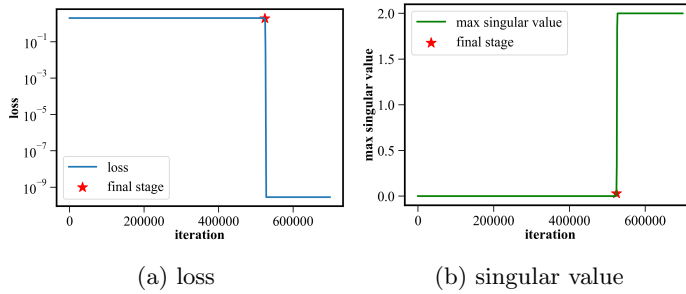 10⁻¹
10⁻³
10⁻⁵
10⁻⁷
10⁻⁹
loss
loss
final stage
0
200000
400000
600000
iteration
(a) loss
2.0
1.5
1.0
0.5
0.0
max singular value
max singular value
final stage
0
200000
400000
600000
iteration
(b) singular value